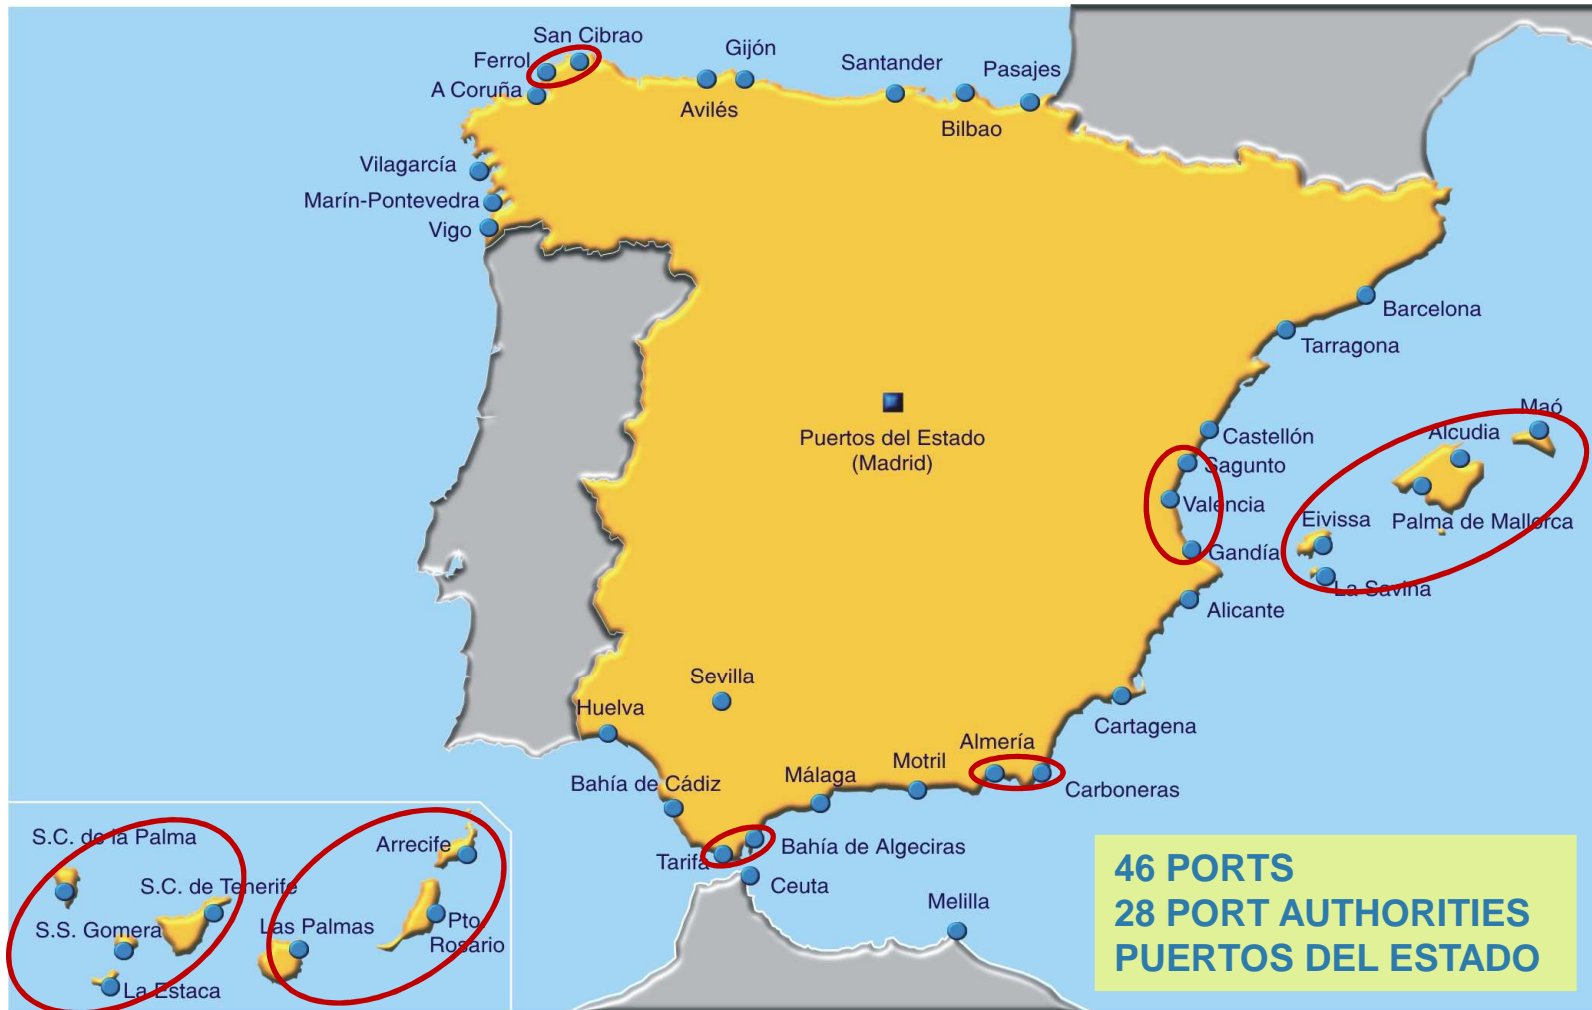 San Cibrao
Ferrol
A Coruña
Gijón
Avilés
Santander
Pasajes
Bilbao
Vilagarcía
Marín-Pontevedra
Vigo
Barcelona
Tarragona
Puertos del Estado
(Madrid)
Castellón
Sagunto
Valencia
Gandía
Alicante
Maó
Alcudia
Palma de Mallorca
Eivissa
La Savina
Sevilla
Huelva
Cartagena
Almería
Carboneras
Motril
Málaga
Bahía de Cádiz
Bahía de Algeciras
Tarifa
Ceuta
Melilla
S.C. de la Palma
S.C. de Tenerife
S.S. Gomera
La Estaca
Arrecife
Las Palmas
Pto.
Rosario
46 PORTS
28 PORT AUTHORITIES
PUERTOS DEL ESTADO